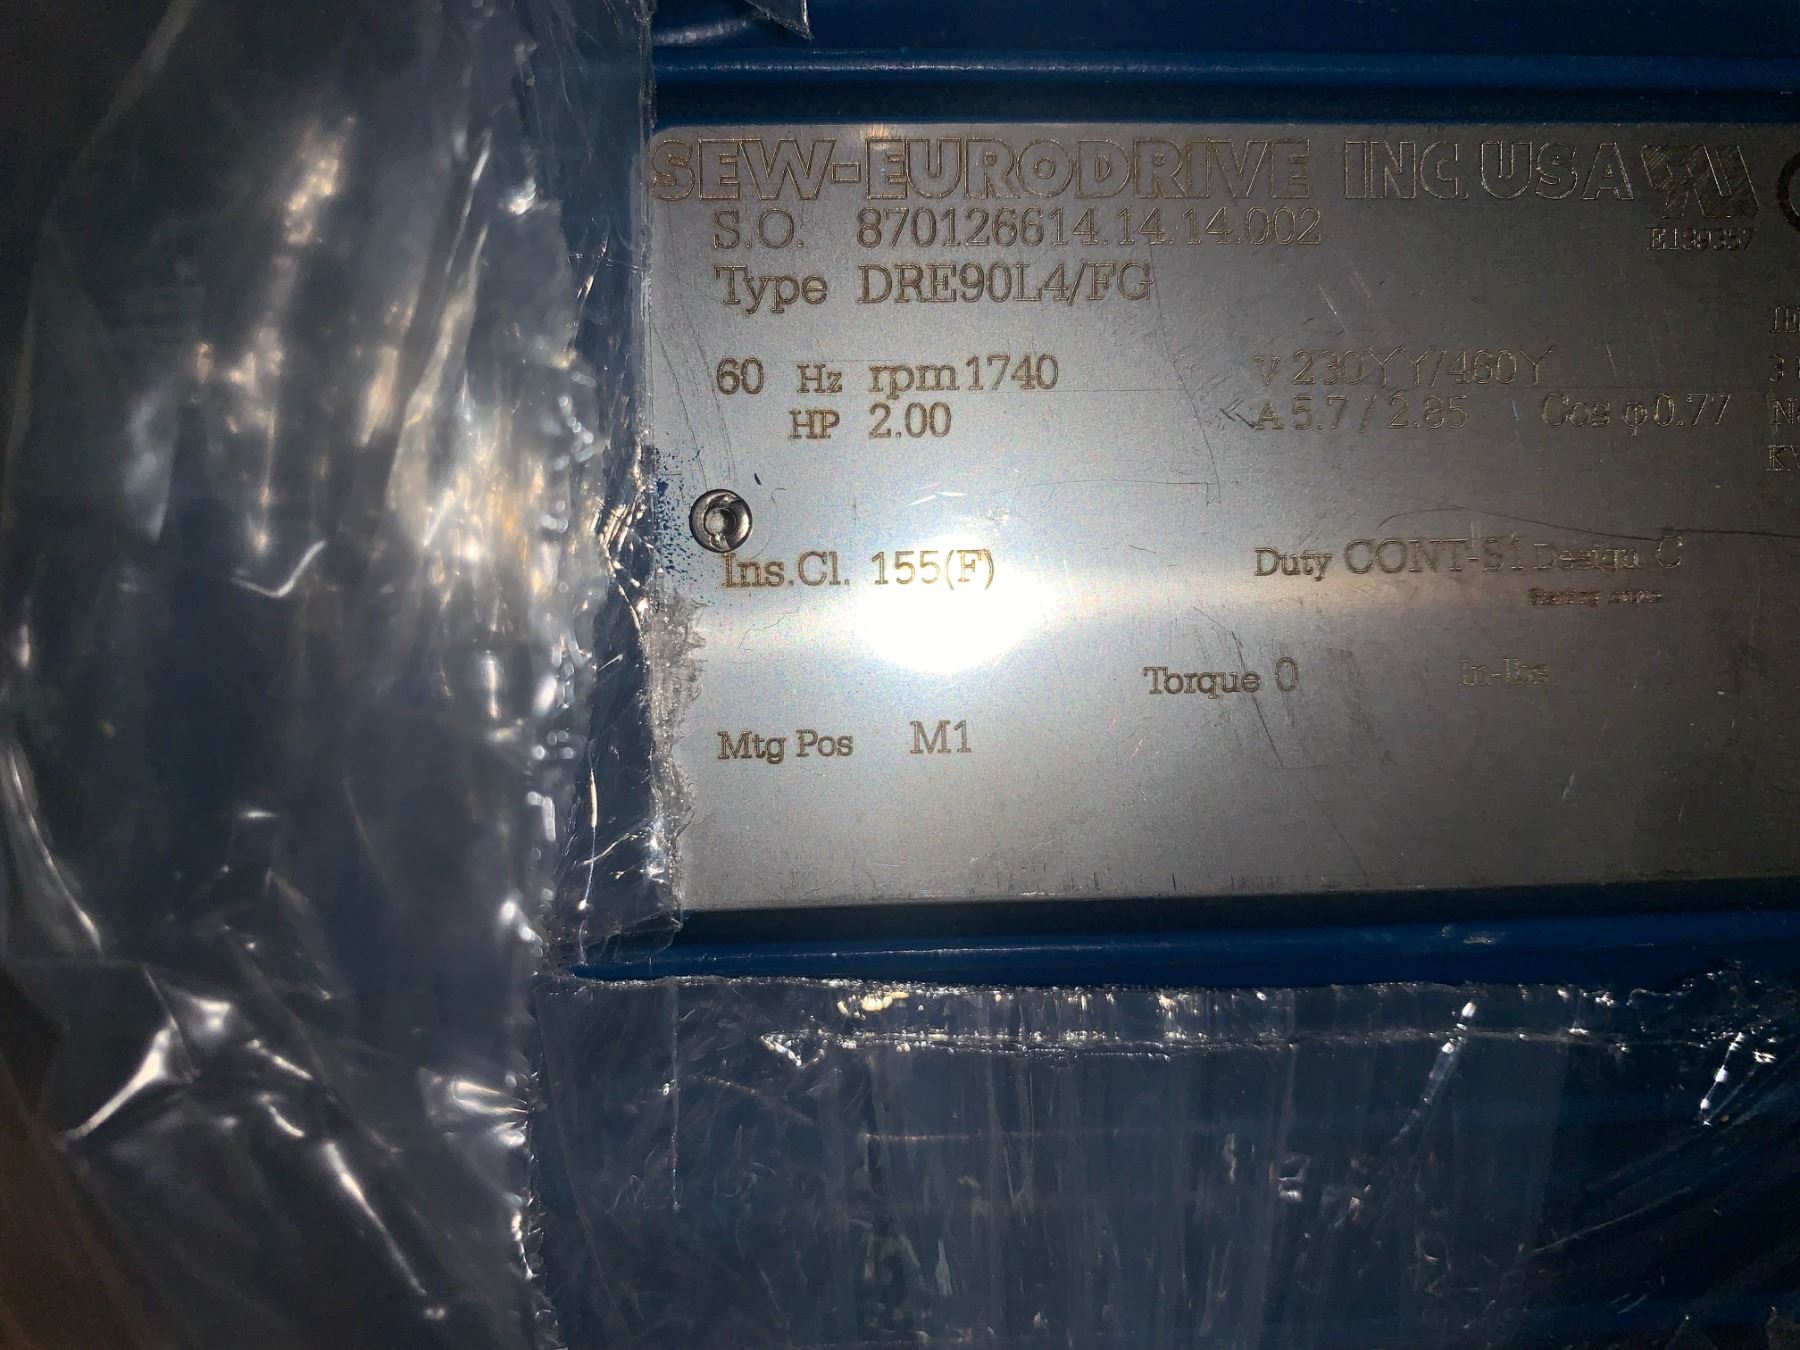 SEW-EURODRIVE INC. USA
S.O. 870126614.14.14.002
E189357
Type DRE90L4/FG
60 Hz rpm 1740 V 230YY/460Y
HP 2.00 A 5.7 / 2.85 Cos φ 0.77
Ins.Cl. 155(F) Duty CONT-S1 Design C
Torque 0 in-lbs
Mtg Pos M1